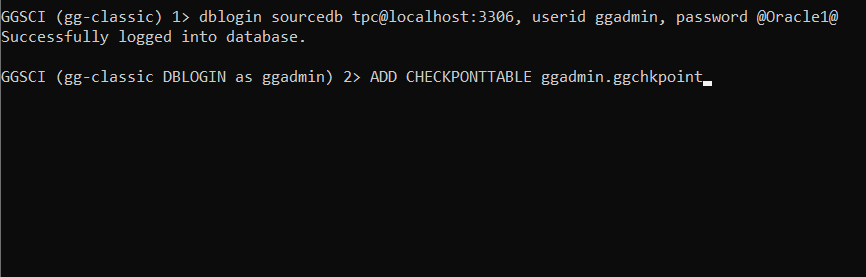 GGSCI (gg-classic) 1> dblogin sourcedb tpc@localhost:3306, userid ggadmin, password @Oracle1@
Successfully logged into database.
GGSCI (gg-classic DBLOGIN as ggadmin) 2> ADD CHECKPONTTABLE ggadmin.ggchkpoint